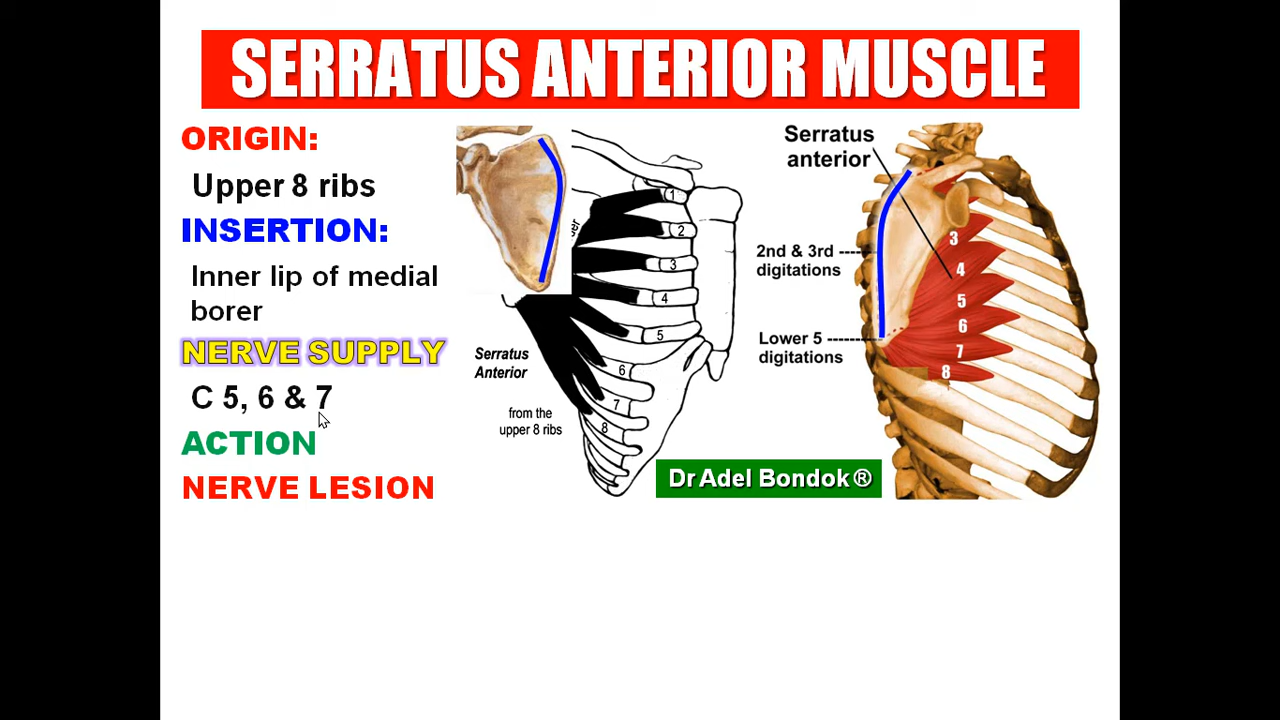 SERRATUS ANTERIOR MUSCLE
ORIGIN:
Upper 8 ribs
INSERTION:
Inner lip of medial
borer
NERVE SUPPLY
C 5, 6 & 7
ACTION
NERVE LESION
1
2
3
4
5
6
7
8
Serratus
Anterior
from the
upper 8 ribs
Serratus
anterior
2nd & 3rd
digitations
Lower 5
digitations
3
4
5
6
7
8
Dr Adel Bondok ®